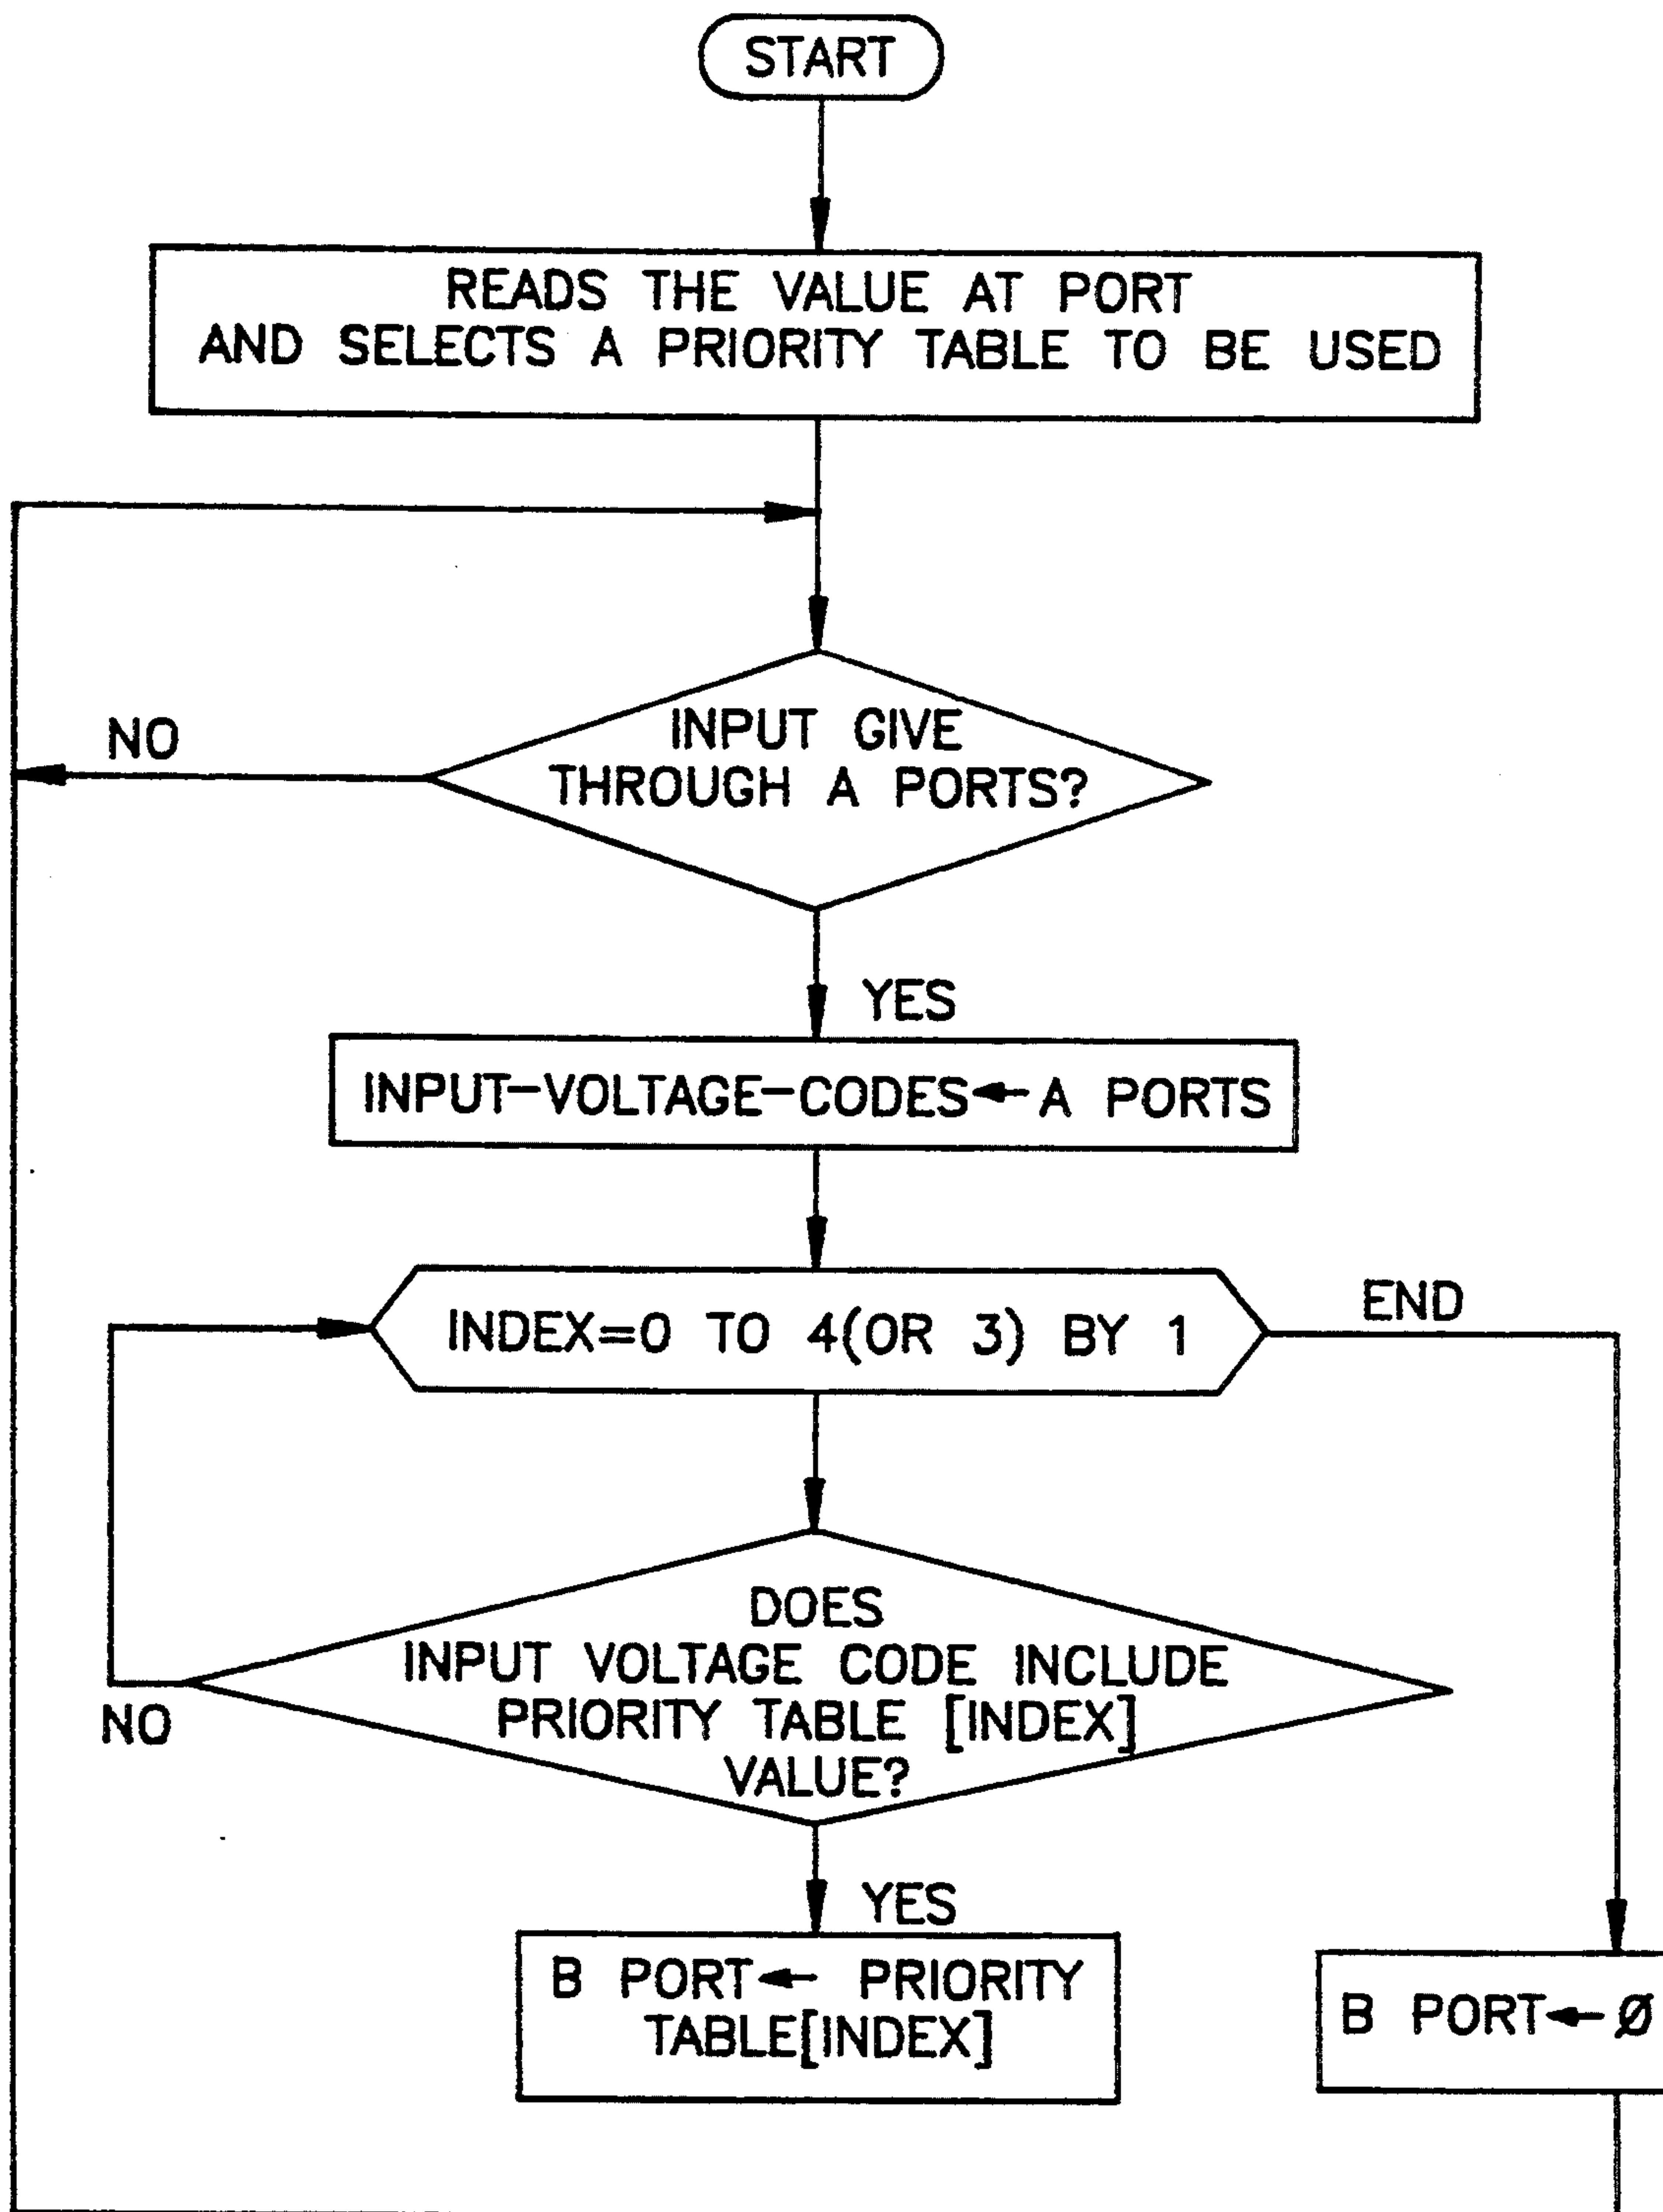 START
READS THE VALUE AT PORT
AND SELECTS A PRIORITY TABLE TO BE USED
INPUT GIVE
THROUGH A PORTS?
NO
YES
INPUT-VOLTAGE-CODES← A PORTS
INDEX=0 TO 4(OR 3) BY 1
END
DOES
INPUT VOLTAGE CODE INCLUDE
PRIORITY TABLE [INDEX]
VALUE?
NO
YES
B PORT← PRIORITY
TABLE[INDEX]
B PORT←Ø